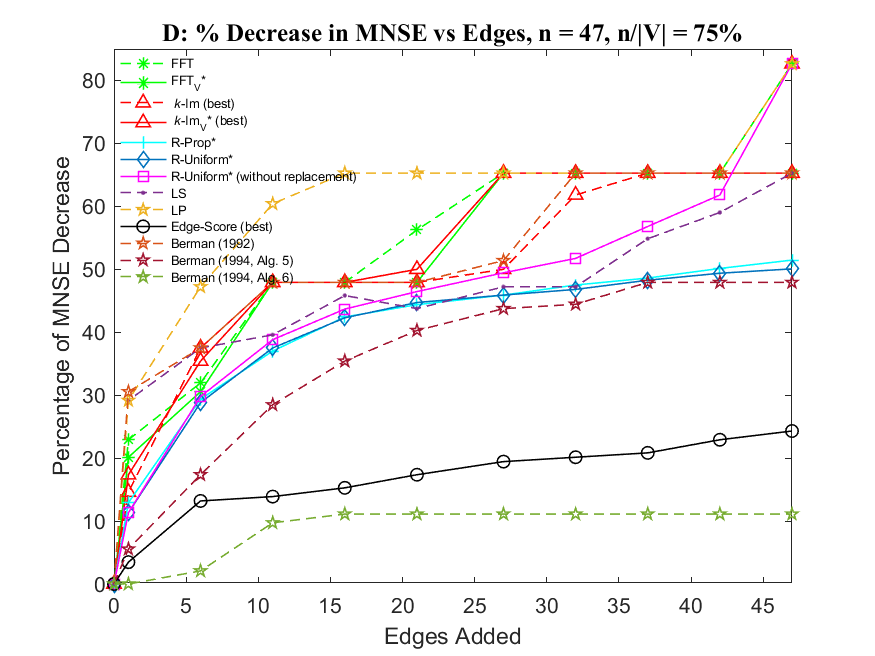 D: % Decrease in MNSE vs Edges, n = 47, n/|V| = 75%
Percentage of MNSE Decrease
80
70
60
50
40
30
20
10
0
FFT
FFT_V*
k-lm (best)
k-lm_V* (best)
R-Prop*
R-Uniform*
R-Uniform* (without replacement)
LS
LP
Edge-Score (best)
Berman (1992)
Berman (1994, Alg. 5)
Berman (1994, Alg. 6)
0 5 10 15 20 25 30 35 40 45
Edges Added